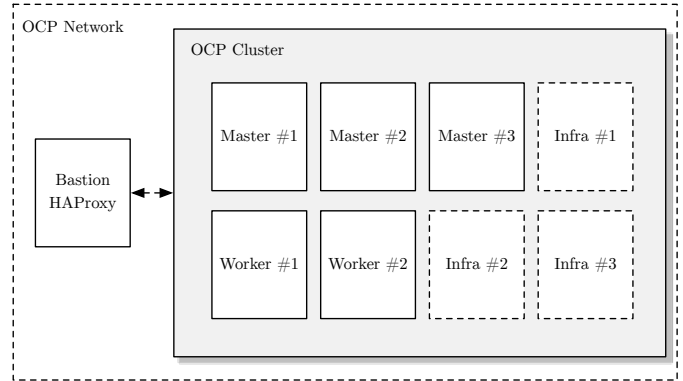 OCP Network
OCP Cluster
Master #1
Master #2
Master #3
Infra #1
Bastion
HAProxy
Worker #1
Worker #2
Infra #2
Infra #3